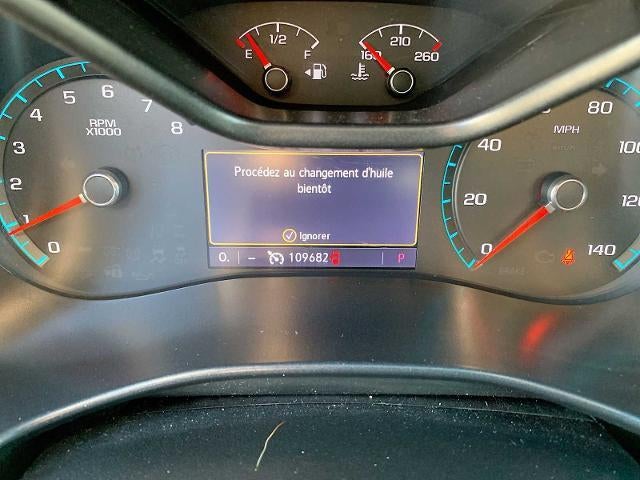 1/2
E F
210
160 260
5 6 7 8
4
3
2
1
0
RPM
X1000
Procédez au changement d'huile
bientôt
Ignorer
O. - 109682 P
MPH
0 20 40 80 100 120 140
BRAKE